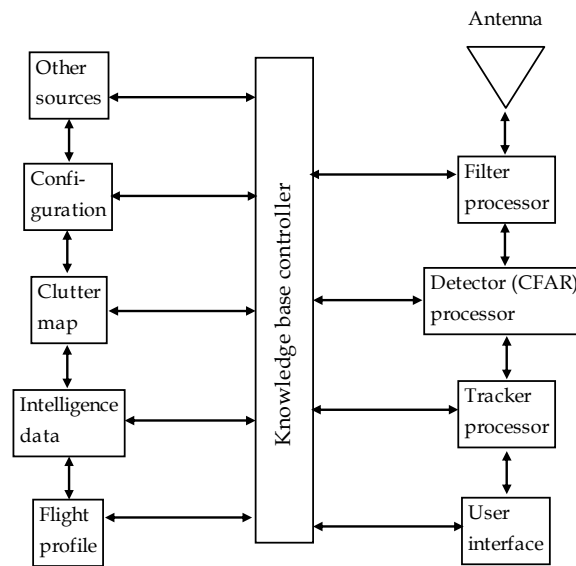 Antenna
Other
sources
Confi-
guration
Clutter
map
Intelligence
data
Flight
profile
Knowledge base controller
Filter
processor
Detector (CFAR)
processor
Tracker
processor
User
interface